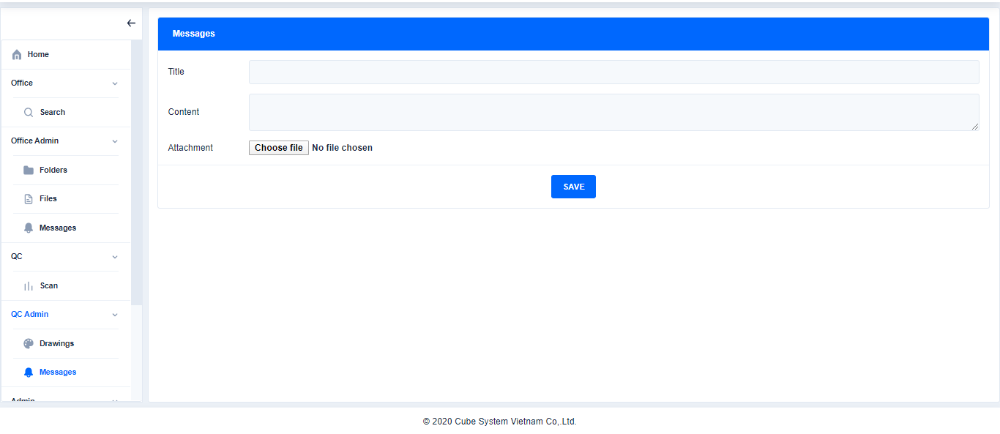 Home
Office
Search
Office Admin
Folders
Files
Messages
QC
Scan
QC Admin
Drawings
Messages
Admin
Messages
Title
Content
Attachment
Choose file No file chosen
SAVE
© 2020 Cube System Vietnam Co,.Ltd.